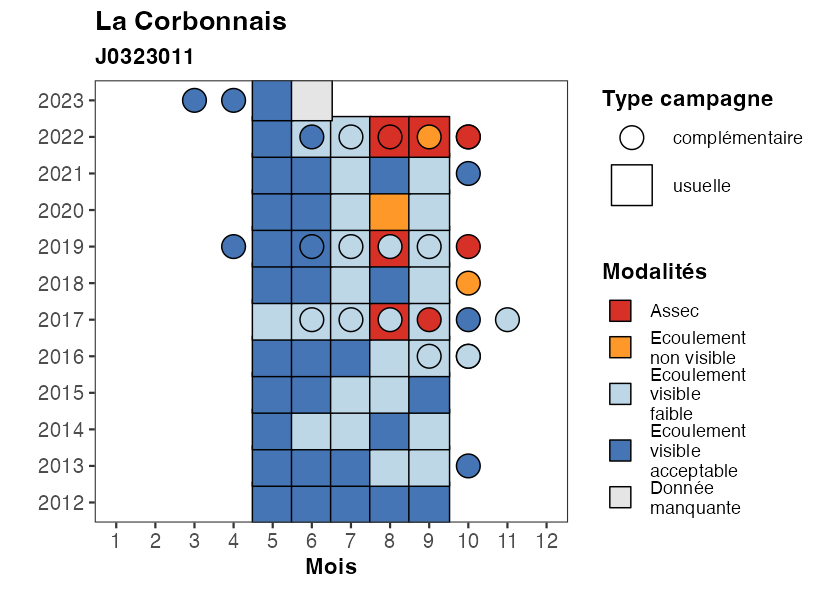 La Corbonnais
J0323011
2023
2022
2021
2020
2019
2018
2017
2016
2015
2014
2013
2012
1 2 3 4 5 6 7 8 9 10 11 12
Mois
Type campagne
complémentaire
usuelle
Modalités
Assec
Ecoulement
non visible
Ecoulement
visible
faible
Ecoulement
visible
acceptable
Donnée
manquante